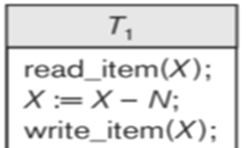 T₁
read_item(X);
X := X – N;
write_item(X);